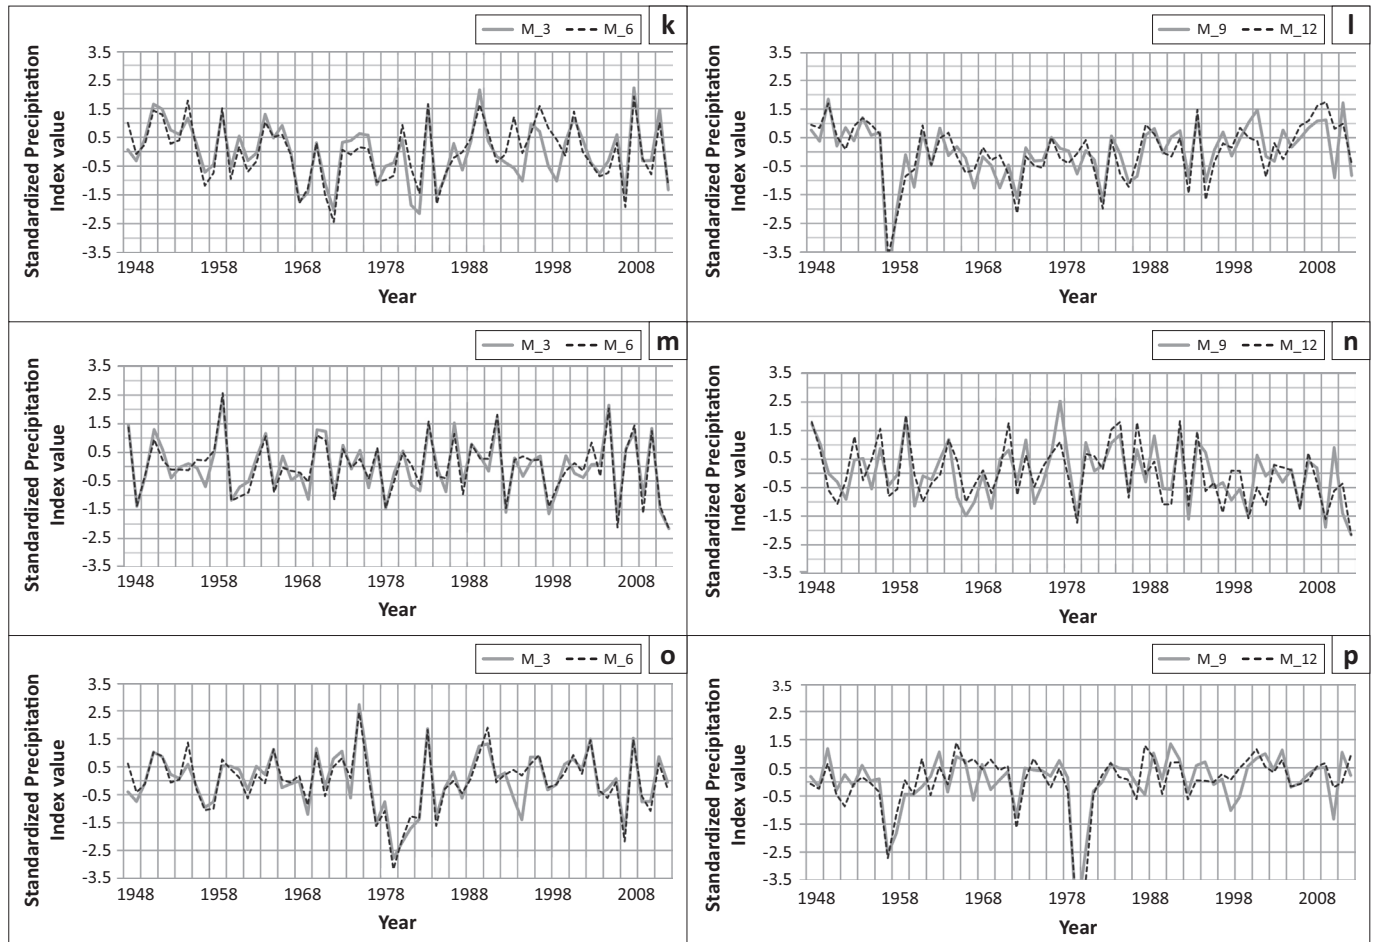 M_3 M_6 k
Standardized Precipitation
Index value
3.5
2.5
1.5
0.5
-0.5
-1.5
-2.5
-3.5
1948 1958 1968 1978 1988 1998 2008
Year
M_9 M_12 l
Standardized Precipitation
Index value
3.5
2.5
1.5
0.5
-0.5
-1.5
-2.5
-3.5
1948 1958 1968 1978 1988 1998 2008
Year
M_3 M_6 m
Standardized Precipitation
Index value
3.5
2.5
1.5
0.5
-0.5
-1.5
-2.5
-3.5
1948 1958 1968 1978 1988 1998 2008
Year
M_9 M_12 n
Standardized Precipitation
Index value
3.5
2.5
1.5
0.5
-0.5
-1.5
-2.5
-3.5
1948 1958 1968 1978 1988 1998 2008
Year
M_3 M_6 o
Standardized Precipitation
Index value
3.5
2.5
1.5
0.5
-0.5
-1.5
-2.5
-3.5
1948 1958 1968 1978 1988 1998 2008
Year
M_9 M_12 p
Standardized Precipitation
Index value
3.5
2.5
1.5
0.5
-0.5
-1.5
-2.5
-3.5
1948 1958 1968 1978 1988 1998 2008
Year